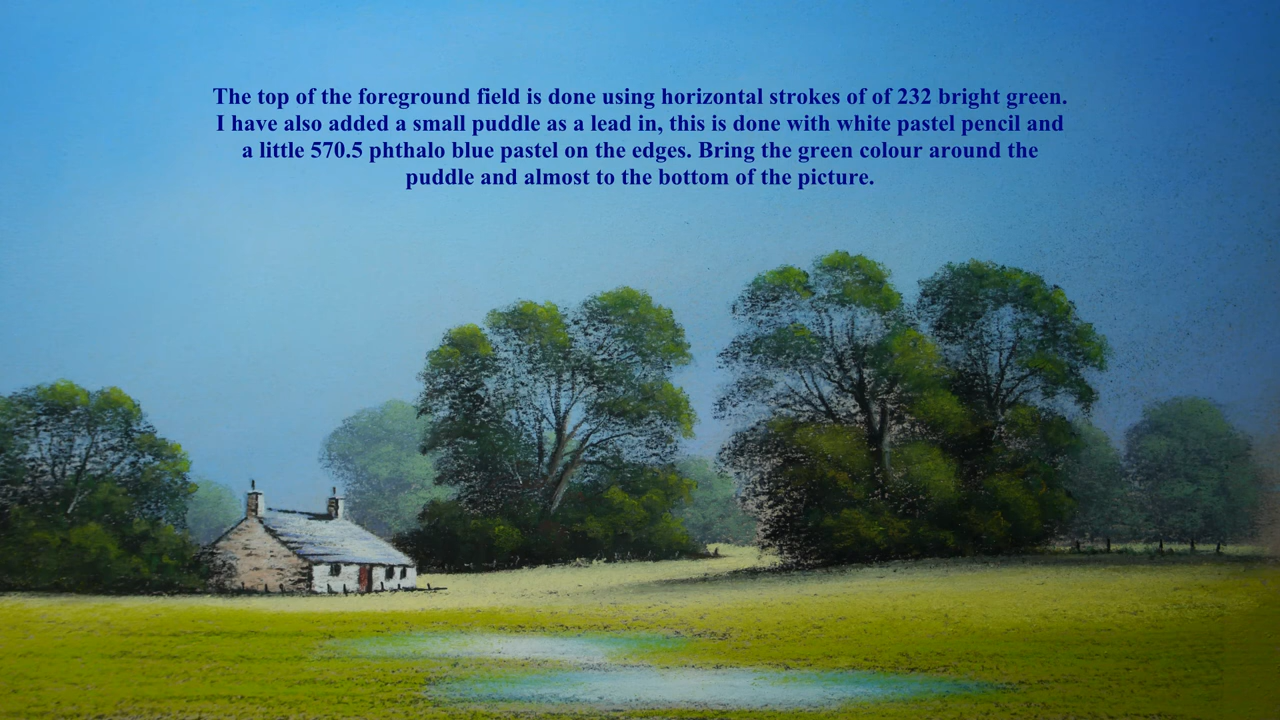 The top of the foreground field is done using horizontal strokes of of 232 bright green.
I have also added a small puddle as a lead in, this is done with white pastel pencil and
a little 570.5 phthalo blue pastel on the edges. Bring the green colour around the
puddle and almost to the bottom of the picture.